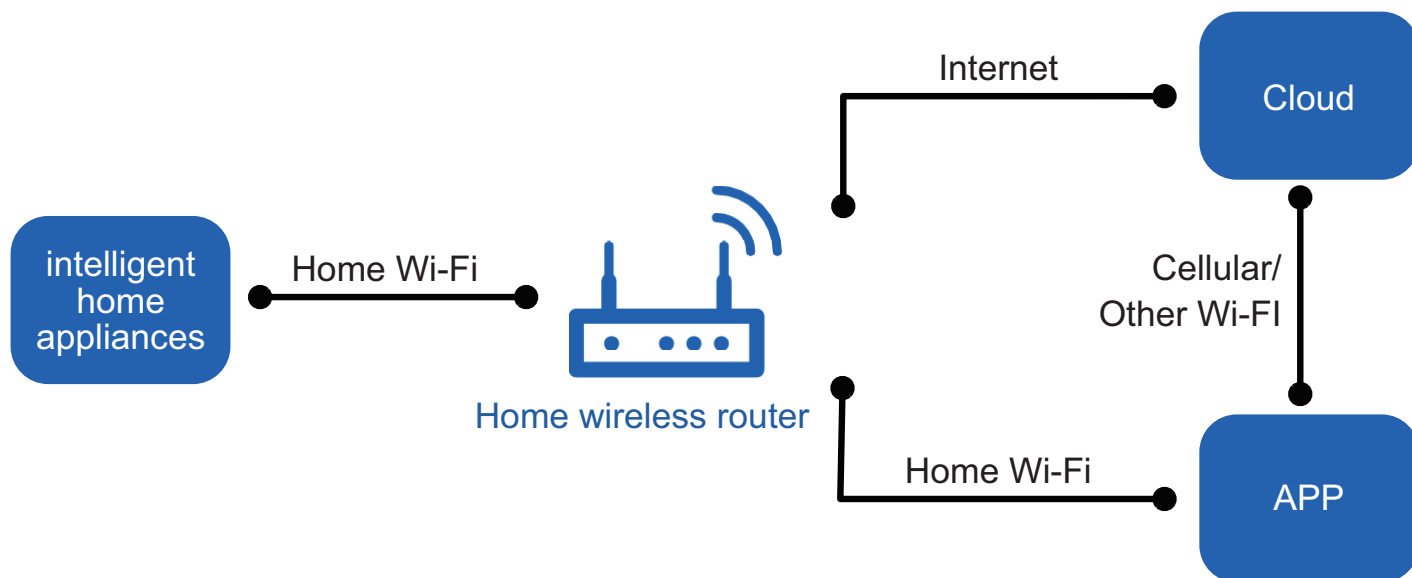 Internet
Cloud
intelligent
home
appliances
Home Wi-Fi
Cellular/
Other Wi-FI
Home wireless router
Home Wi-Fi
APP